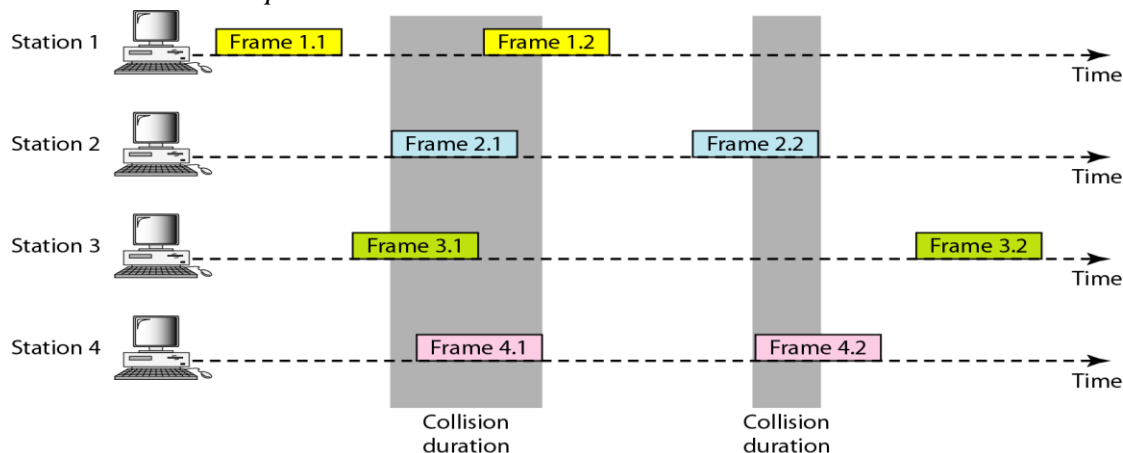 Station 1
Frame 1.1
Frame 1.2
Time
Station 2
Frame 2.1
Frame 2.2
Time
Station 3
Frame 3.1
Frame 3.2
Time
Station 4
Frame 4.1
Frame 4.2
Time
Collision
duration
Collision
duration